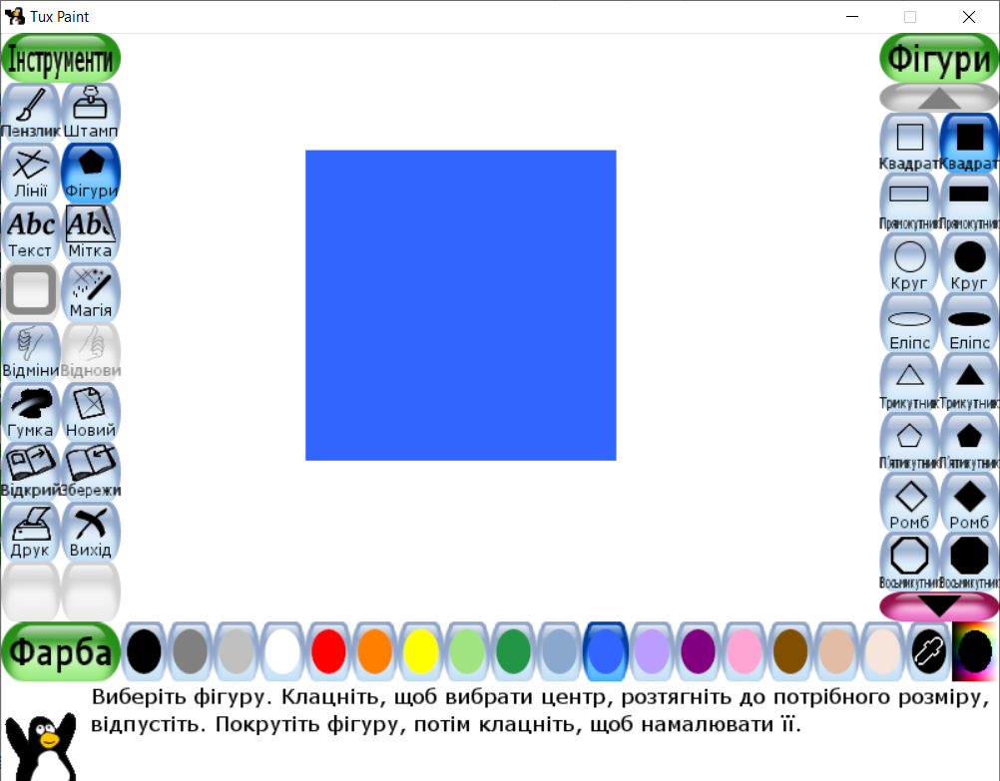 Tux Paint
Інструменти
Фігури
Пензлик Штамп
Лінії Фігури
Abc Abc
Текст Мітка
Магія
Відміни Віднови
Гумка Новий
Відкрий Збережи
Друк Вихід
Квадрат Квадрат
Прямокутник Прямокутник
Круг Круг
Еліпс Еліпс
Трикутник Трикутник
П'ятикутник П'ятикутник
Ромб Ромб
Восьмикутник Восьмикутник
Фарба
Виберіть фігуру. Клацніть, щоб вибрати центр, розтягніть до потрібного розміру,
відпустіть. Покрутіть фігуру, потім клацніть, щоб намалювати її.